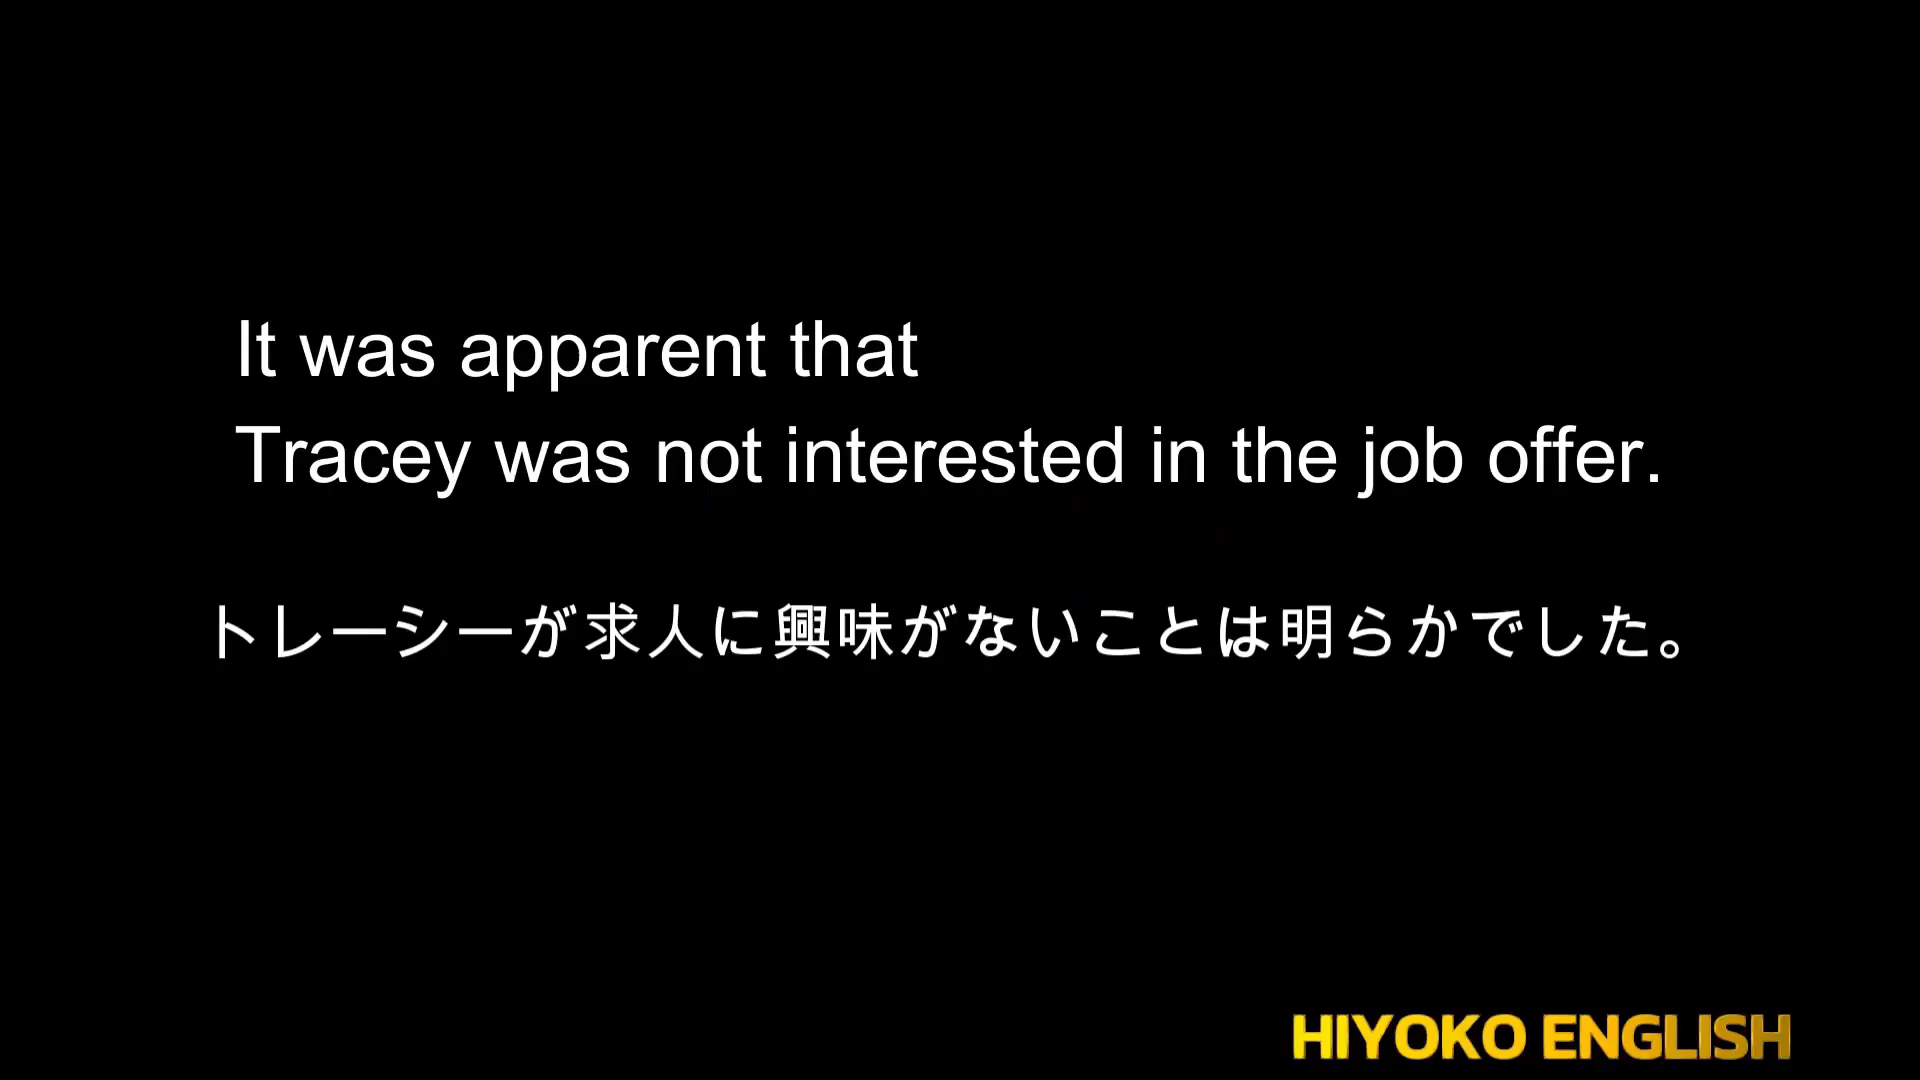 It was apparent that
Tracey was not interested in the job offer.
トレーシーが求人に興味がないことは明らかでした。
HIYOKO ENGLISH